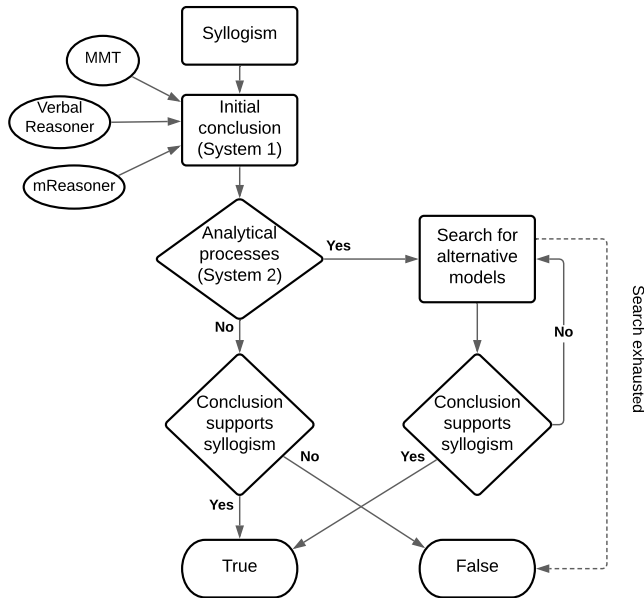 Syllogism
MMT
Verbal
Reasoner
mReasoner
Initial
conclusion
(System 1)
Analytical
processes
(System 2)
Yes
Search for
alternative
models
Search exhausted
No
No
Conclusion
supports
syllogism
No
Yes
Conclusion
supports
syllogism
Yes
True
False